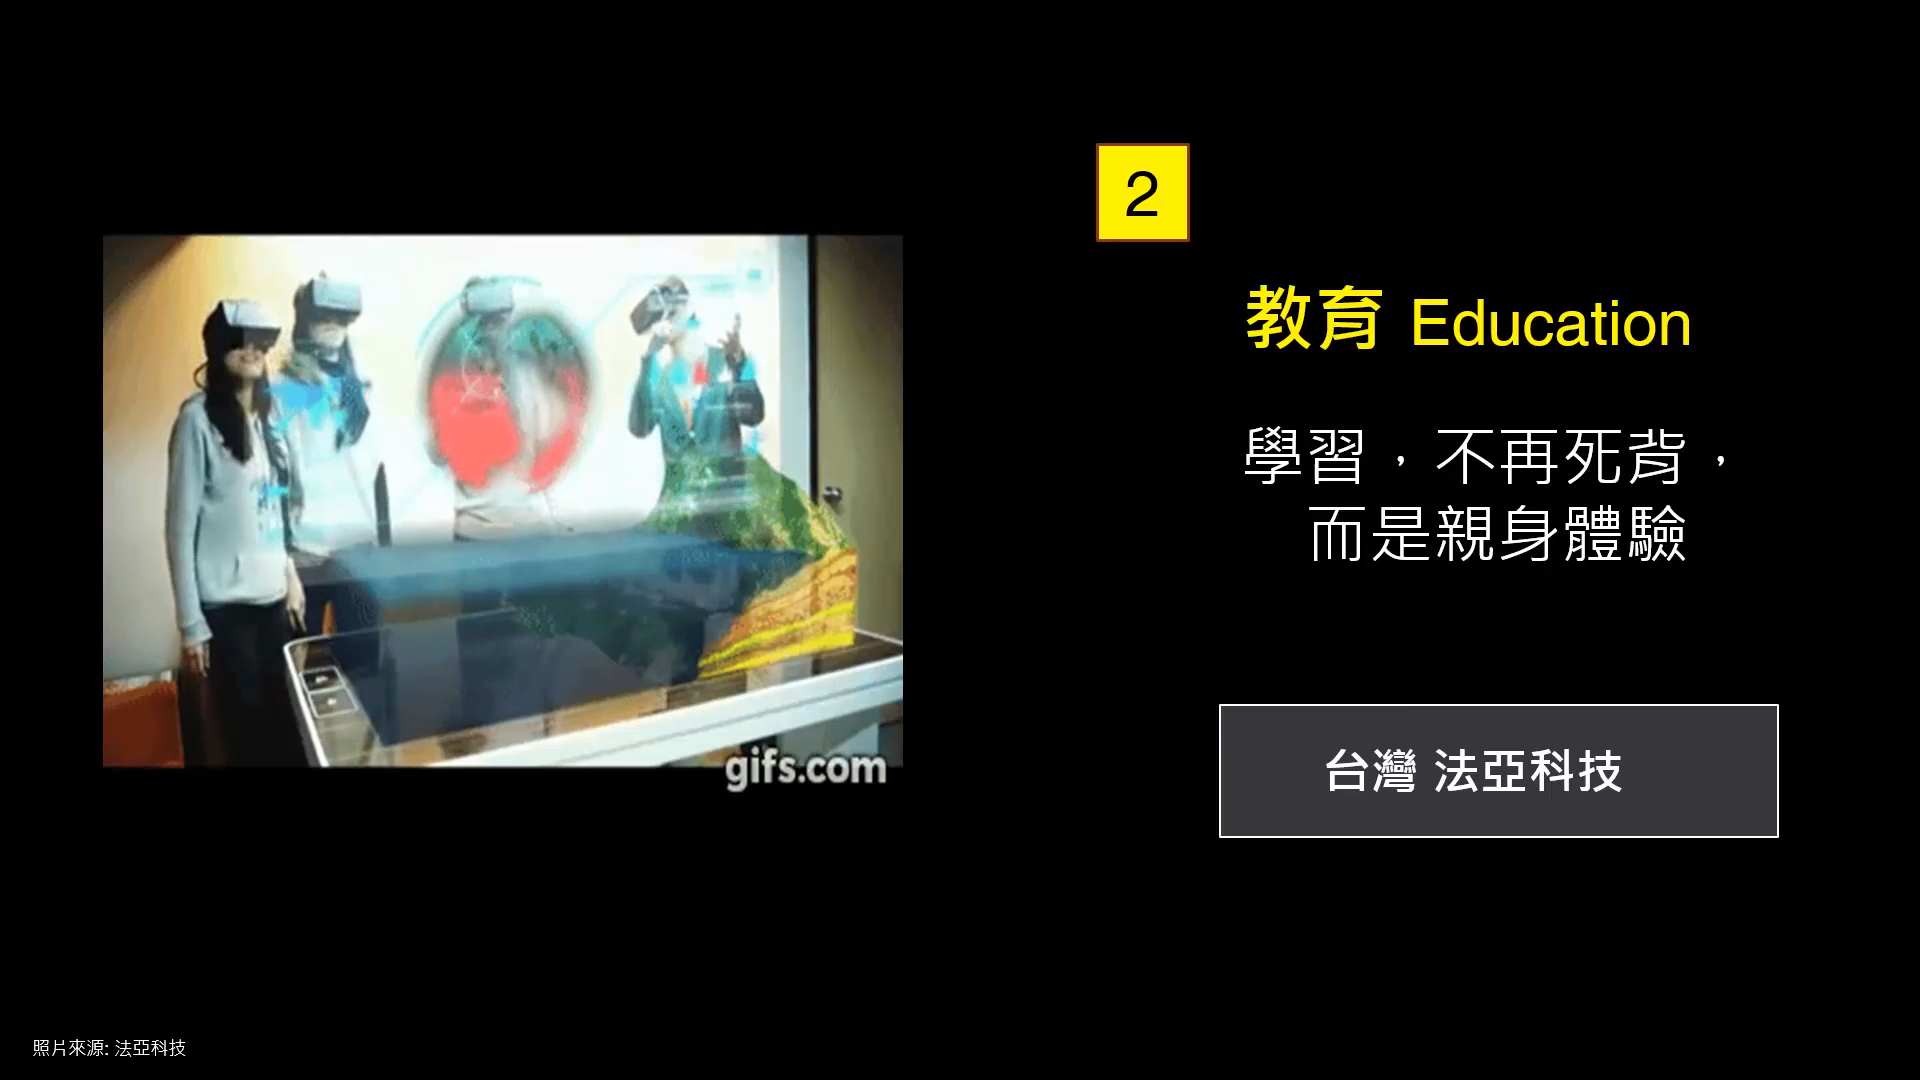 2
教育 Education
學習，不再死背，
而是親身體驗
台灣 法亞科技
gifs.com
照片來源: 法亞科技